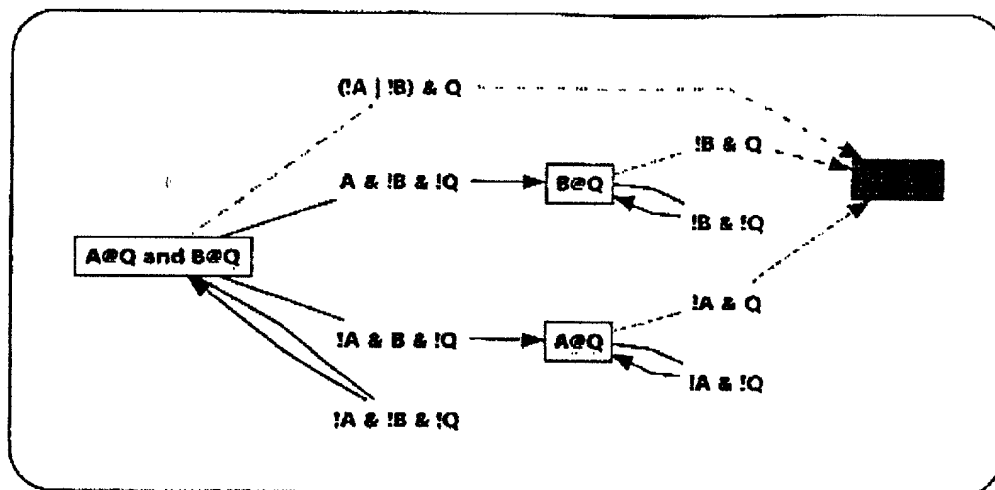 (!A | !B) & Q
!B & Q
A & !B & !Q
B@Q
!B & !Q
A@Q and B@Q
!A & Q
!A & B & !Q
A@Q
!A & !Q
!A & !B & !Q